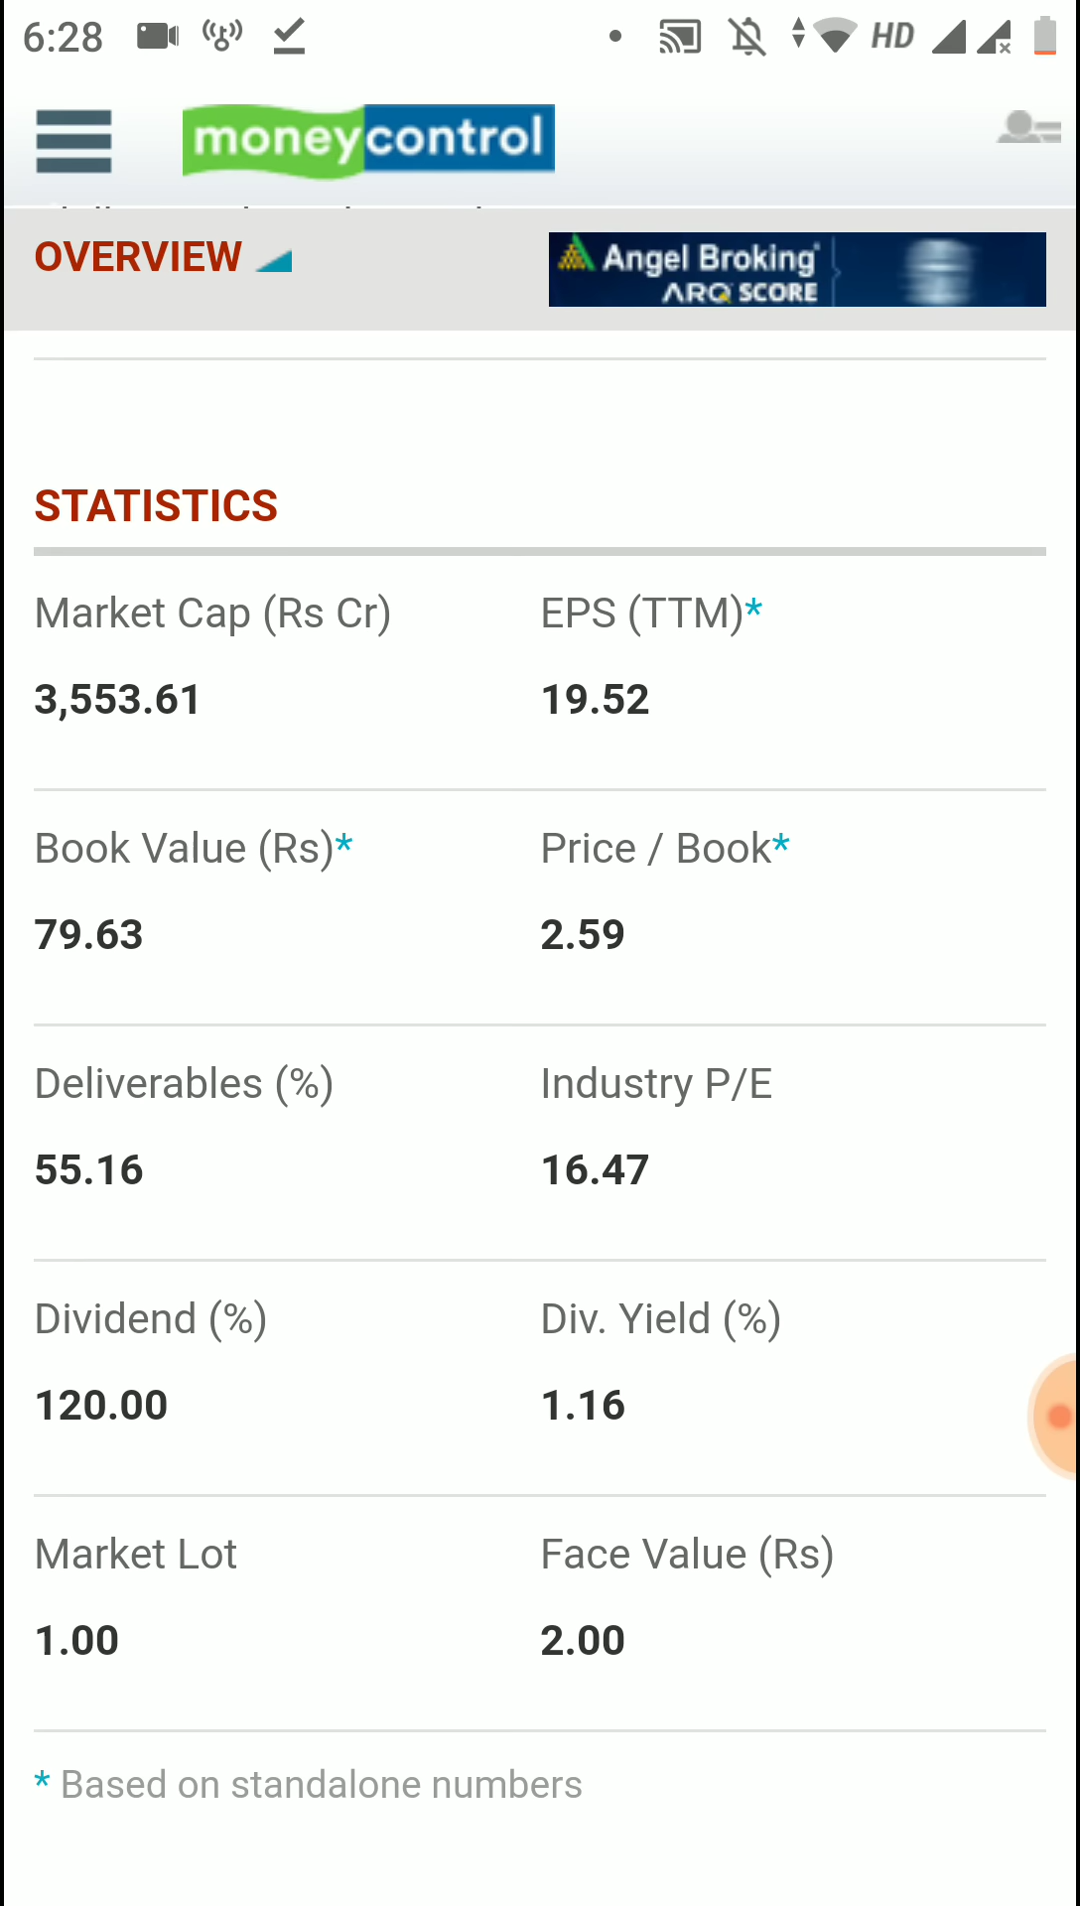 6:28 HD
moneycontrol
OVERVIEW
Angel Broking
ARQ SCORE
STATISTICS
Market Cap (Rs Cr) EPS (TTM)*
3,553.61 19.52
Book Value (Rs)* Price / Book*
79.63 2.59
Deliverables (%) Industry P/E
55.16 16.47
Dividend (%) Div. Yield (%)
120.00 1.16
Market Lot Face Value (Rs)
1.00 2.00
* Based on standalone numbers